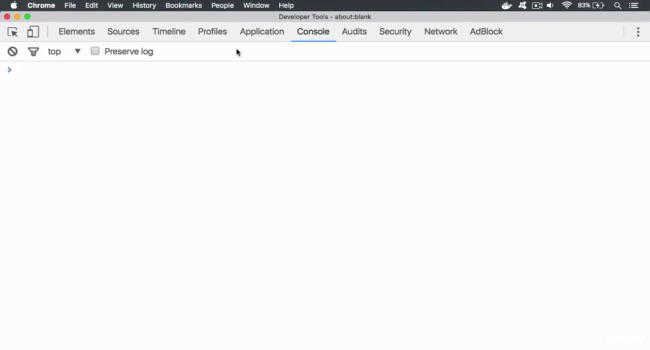 Chrome File Edit View History Bookmarks People Window Help 83%
Developer Tools - about:blank
Elements Sources Timeline Profiles Application Console Audits Security Network AdBlock
top Preserve log